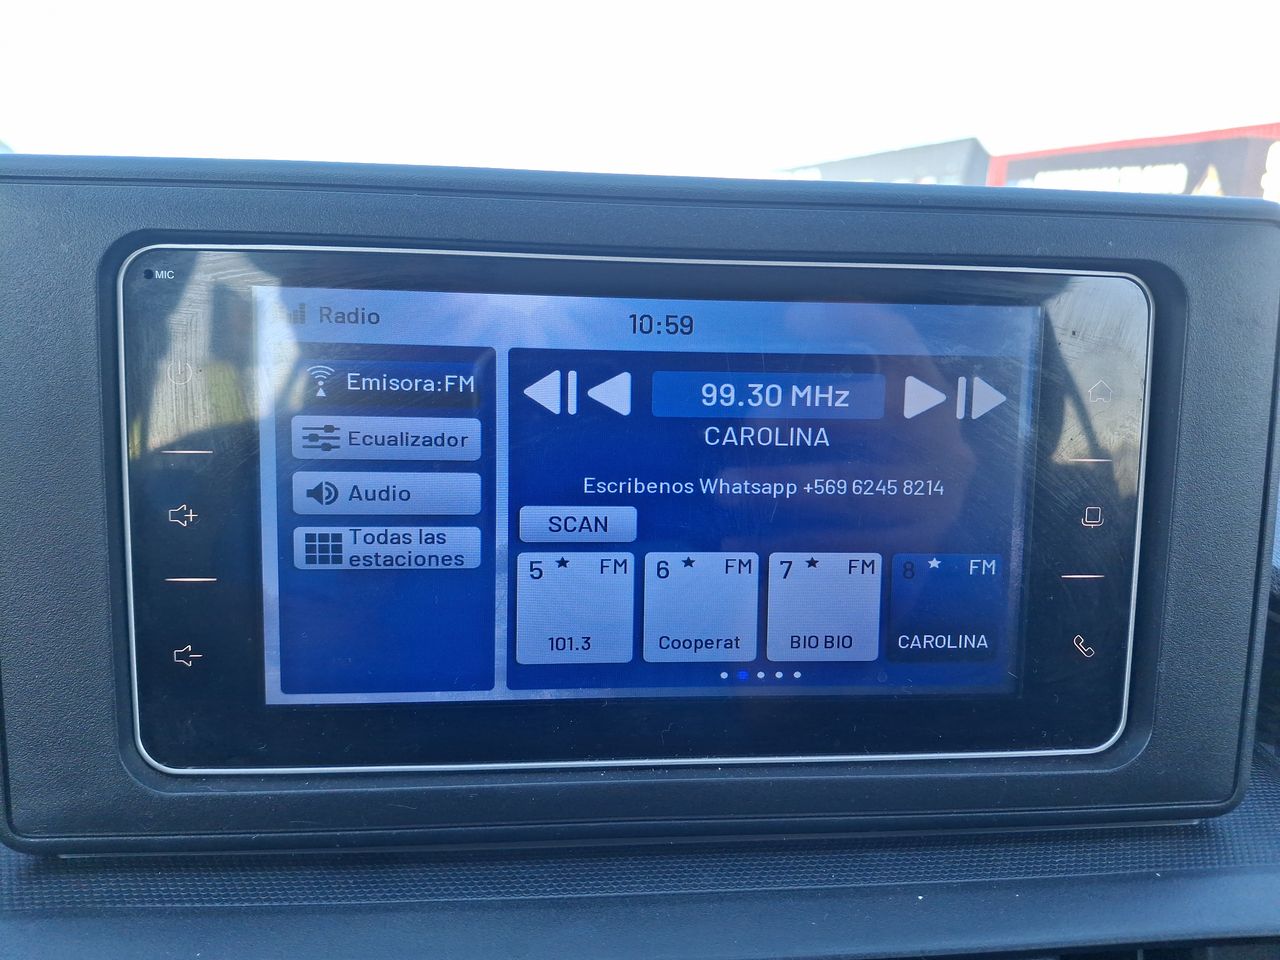 MIC
Radio
10:59
Emisora:FM
Ecualizador
Audio
Todas las
estaciones
99.30 MHz
CAROLINA
Escribenos Whatsapp +569 6245 8214
SCAN
5 FM
101.3
6 FM
Cooperat
7 FM
BIO BIO
8 FM
CAROLINA